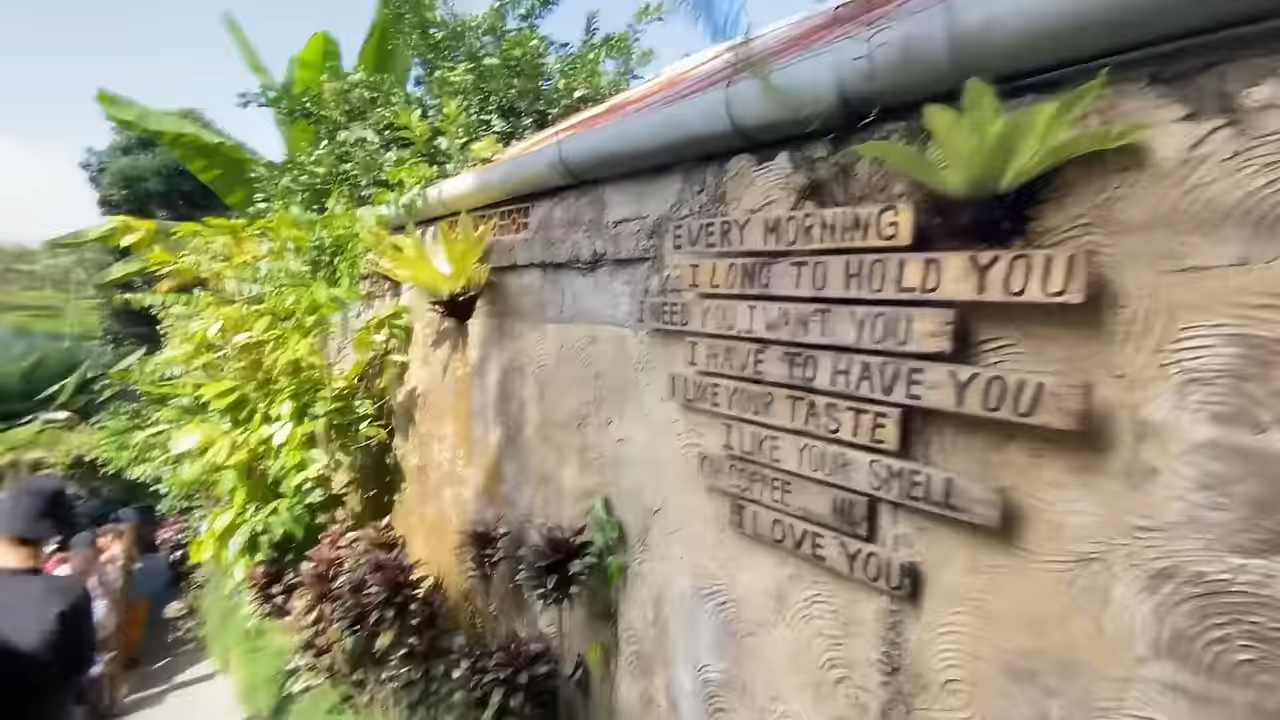 EVERY MORNING
I LONG TO HOLD YOU
I NEED YOU, I WANT YOU
I HAVE TO HAVE YOU
I LIKE YOUR TASTE
I LIKE YOUR SMELL
COFFEE...
I LOVE YOU